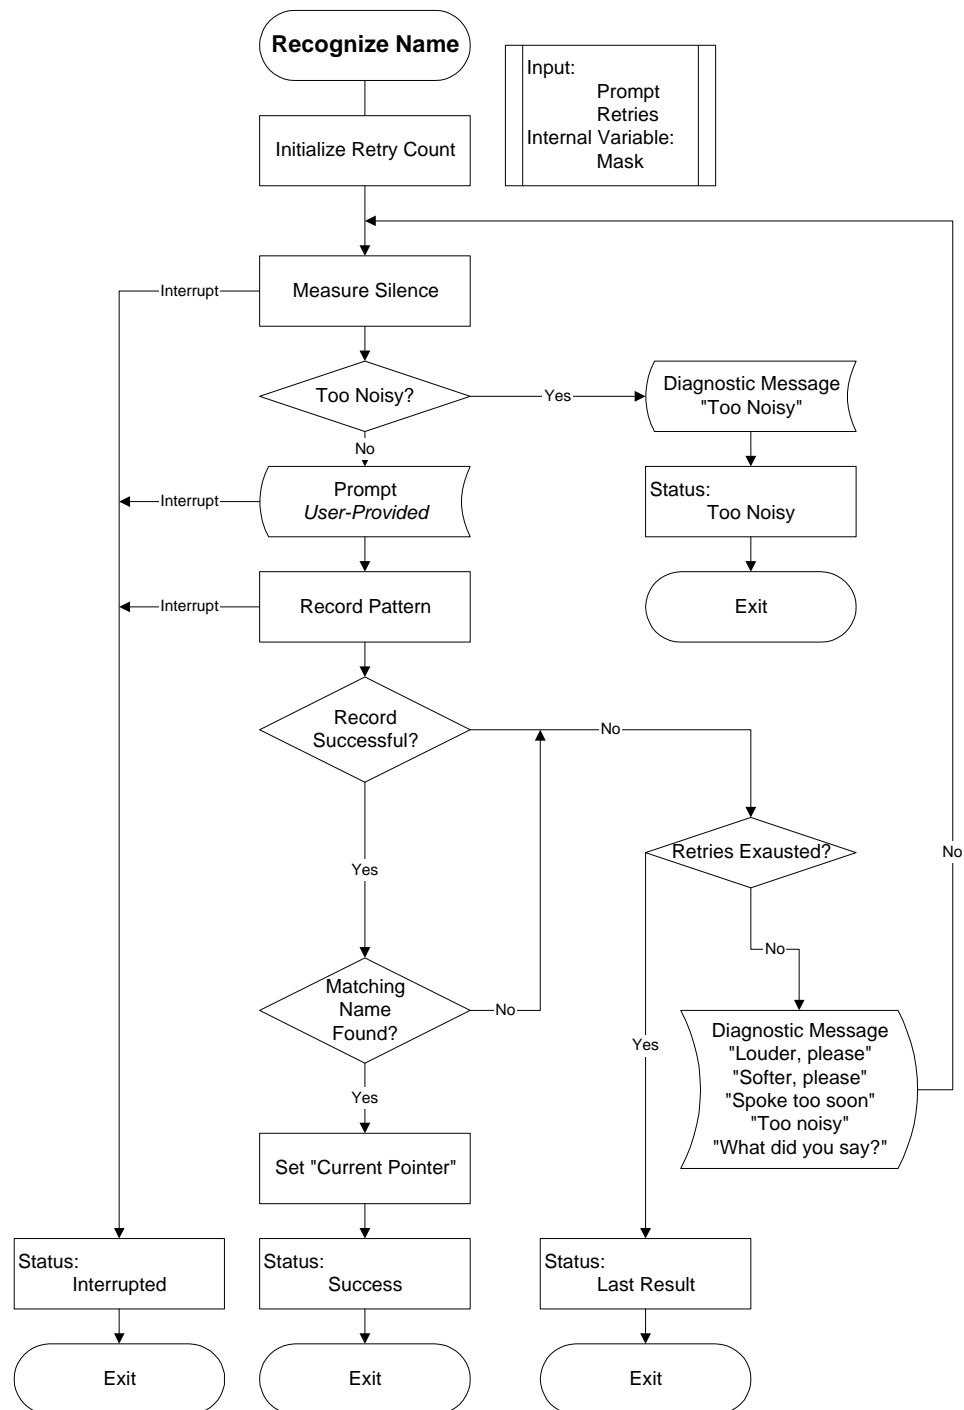 Recognize Name
Input:
Prompt
Retries
Internal Variable:
Mask
Initialize Retry Count
Measure Silence
Interrupt
Too Noisy?
Yes
Diagnostic Message
"Too Noisy"
No
Prompt
User-Provided
Interrupt
Status:
Too Noisy
Record Pattern
Interrupt
Exit
Record
Successful?
No
Retries Exausted?
No
Yes
No
Matching
Name
Found?
No
Diagnostic Message
"Louder, please"
"Softer, please"
"Spoke too soon"
"Too noisy"
"What did you say?"
Yes
Yes
Set "Current Pointer"
Status:
Interrupted
Status:
Success
Status:
Last Result
Exit
Exit
Exit